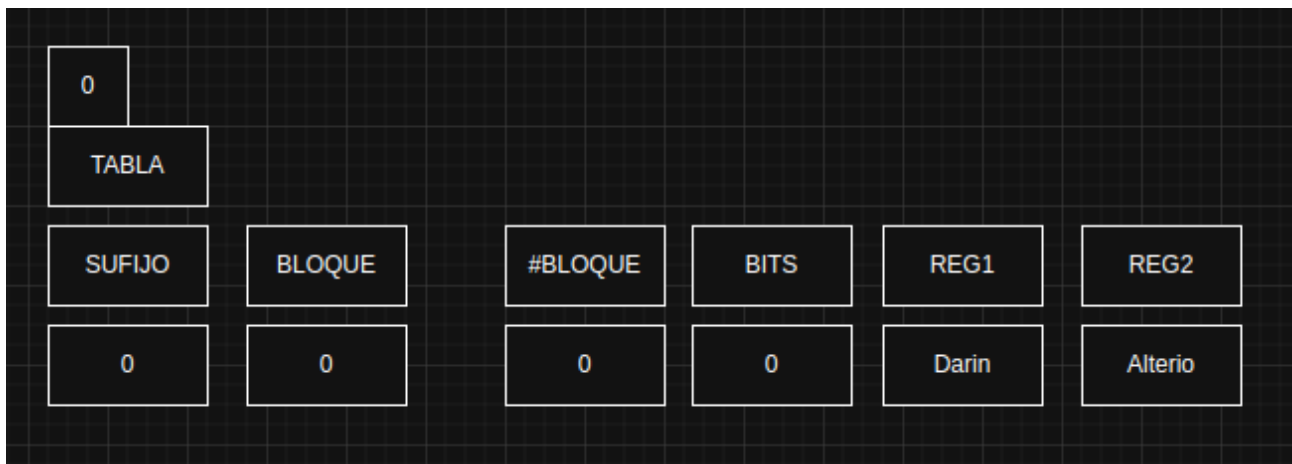 0
TABLA
SUFIJO BLOQUE #BLOQUE BITS REG1 REG2
0 0 0 0 Darin Alterio